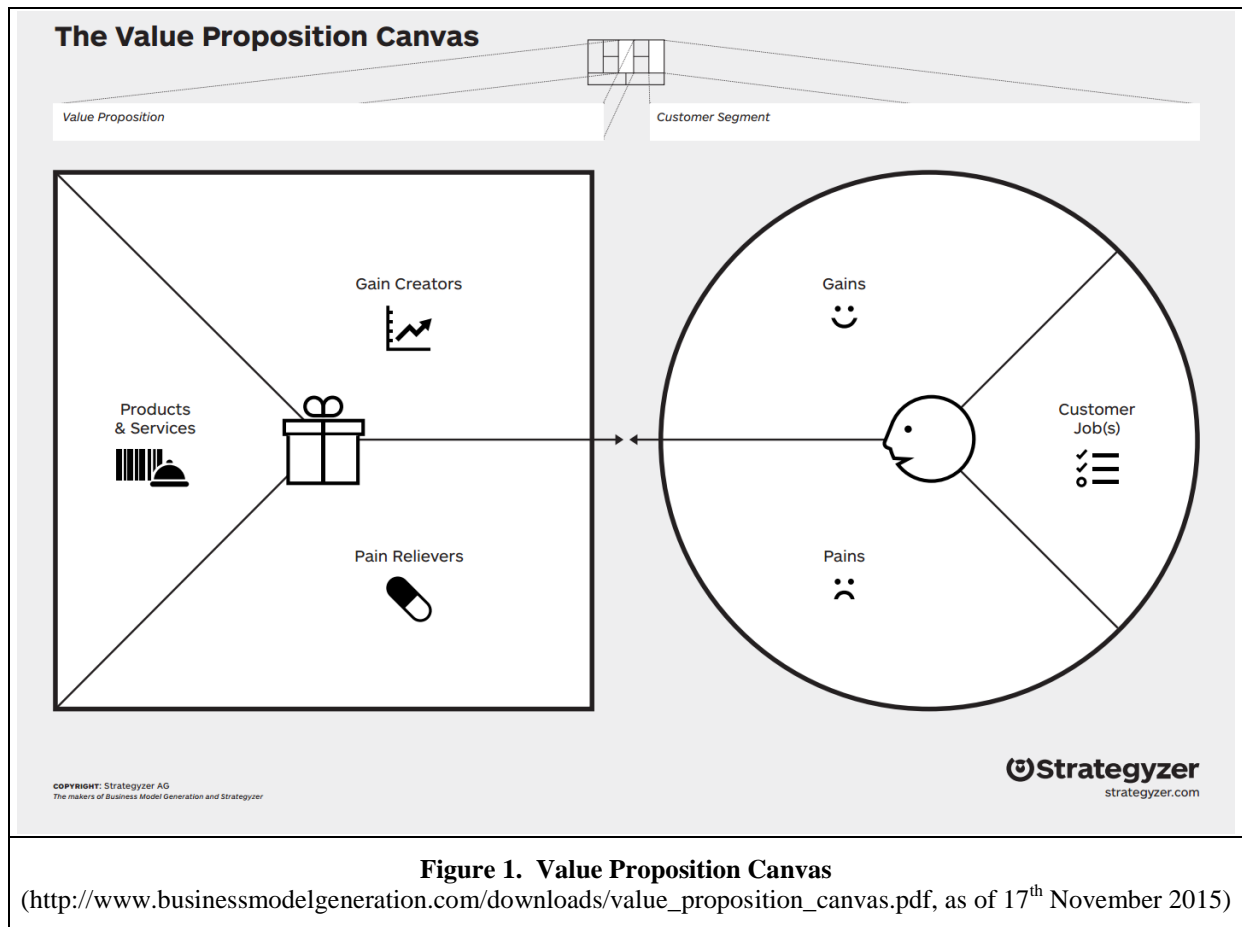 The Value Proposition Canvas
Value Proposition
Customer Segment
Gain Creators
Products
& Services
Pain Relievers
Gains
Customer
Job(s)
Pains
COPYRIGHT: Strategyzer AG
The makers of Business Model Generation and Strategyzer
Strategyzer
strategyzer.com
Figure 1. Value Proposition Canvas
(http://www.businessmodelgeneration.com/downloads/value_proposition_canvas.pdf, as of 17th November 2015)